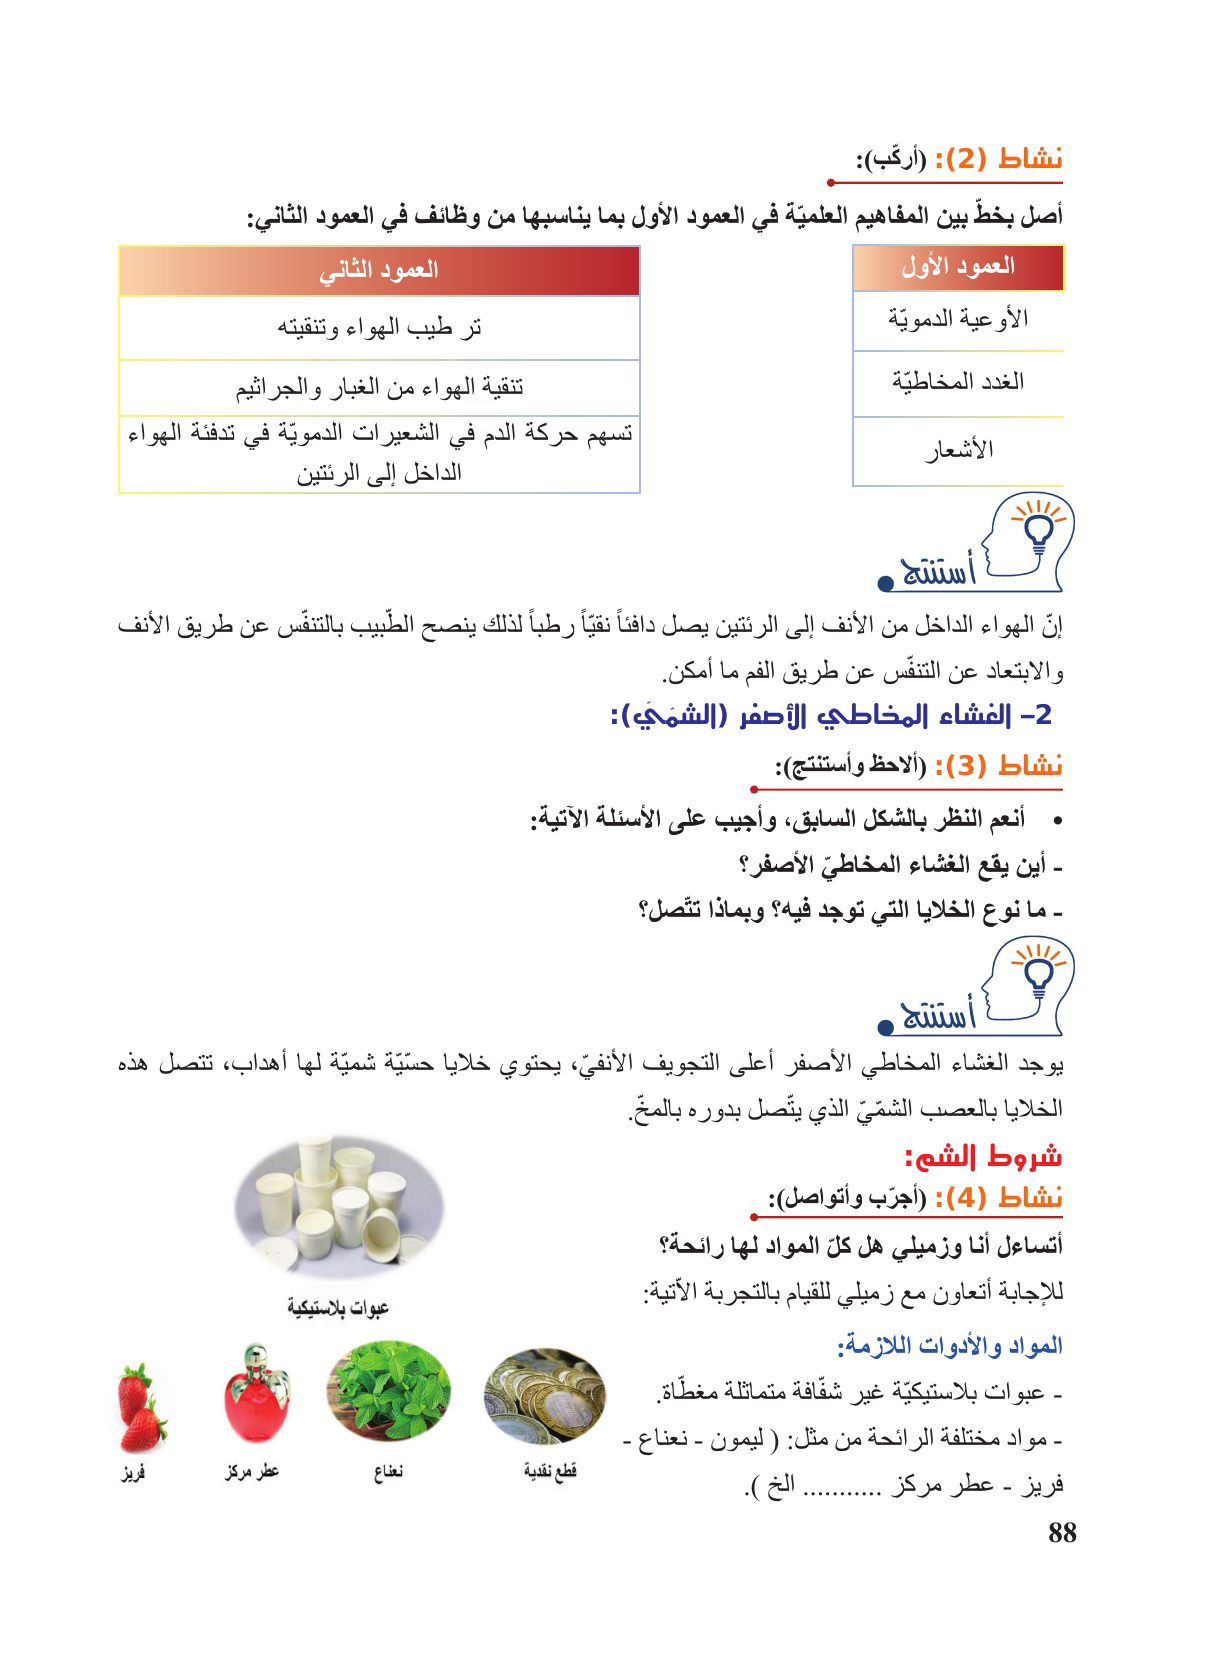 نشاط (2): (أركّب):
أصل بخطّ بين المفاهيم العلميّة في العمود الأول بما يناسبها من وظائف في العمود الثاني:
العمود الأول
الأوعية الدمويّة
الغدد المخاطيّة
الأشعار
العمود الثاني
تر طيب الهواء وتنقيته
تنقية الهواء من الغبار والجراثيم
تسهم حركة الدم في الشعيرات الدمويّة في تدفئة الهواء
الداخل إلى الرئتين
أستنتج
إنّ الهواء الداخل من الأنف إلى الرئتين يصل دافئاً نقيّاً رطباً لذلك ينصح الطّبيب بالتنفّس عن طريق الأنف
والابتعاد عن التنفّس عن طريق الفم ما أمكن.
2– الغشاء المخاطي الأصفر (الشمّيّ):
نشاط (3): (ألاحظ وأستنتج):
• أنعم النظر بالشكل السابق، وأجيب على الأسئلة الآتية:
- أين يقع الغشاء المخاطيّ الأصفر؟
- ما نوع الخلايا التي توجد فيه؟ وبماذا تتّصل؟
أستنتج
يوجد الغشاء المخاطي الأصفر أعلى التجويف الأنفيّ، يحتوي خلايا حسّيّة شميّة لها أهداب، تتصل هذه
الخلايا بالعصب الشمّيّ الذي يتّصل بدوره بالمخّ.
شروط الشم:
نشاط (4): (أجرّب وأتواصل):
أتساءل أنا وزميلي هل كلّ المواد لها رائحة؟
للإجابة أتعاون مع زميلي للقيام بالتجربة الآتية:
المواد والأدوات اللازمة:
- عبوات بلاستيكيّة غير شفّافة متماثلة مغطّاة.
- مواد مختلفة الرائحة من مثل: ( ليمون - نعناع -
فريز - عطر مركز ........... الخ ).
عبوات بلاستيكية
قطع نقدية
نعناع
عطر مركز
فريز
88